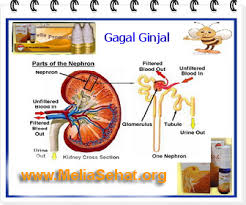 Gagal Ginjal
Parts of the Nephron
Nephron
Unfiltered
Blood In
Filtered
Blood
Out
Urine
Out
Kidney Cross Section
Filtered
Blood Out
Unfiltered
Blood In
Glomerulus
Tubule
Urine Out
One Nephron
www.MeliaSehat.org